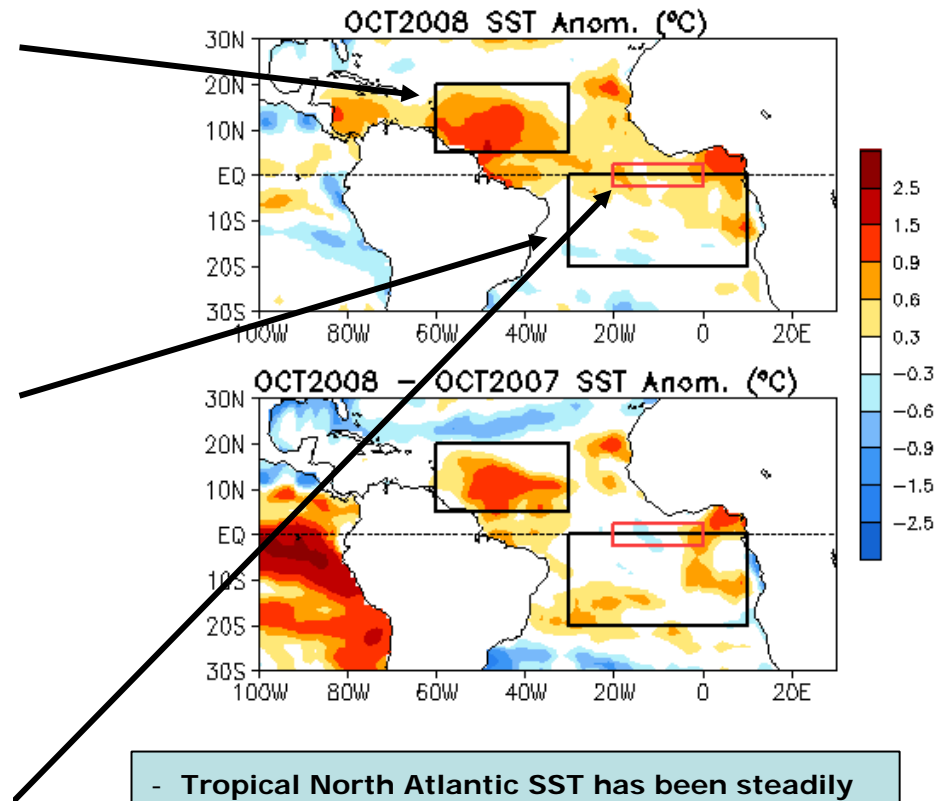 OCT2008 SST Anom. (ºC)
30N
20N
10N
EQ
10S
20S
30S
100W 80W 60W 40W 20W 0 20E
OCT2008 - OCT2007 SST Anom. (ºC)
30N
20N
10N
EQ
10S
20S
30S
100W 80W 60W 40W 20W 0 20E
2.5
1.5
0.9
0.6
0.3
-0.3
-0.6
-0.9
-1.5
-2.5
- Tropical North Atlantic SST has been steadily